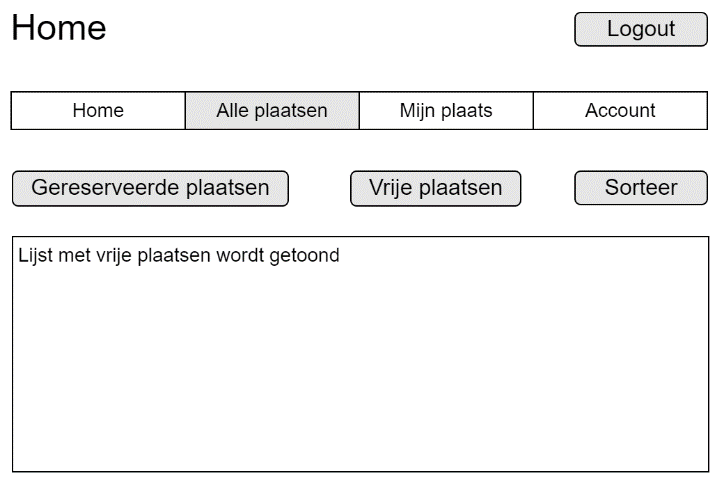 Home
Logout
Home
Alle plaatsen
Mijn plaats
Account
Gereserveerde plaatsen
Vrije plaatsen
Sorteer
Lijst met vrije plaatsen wordt getoond